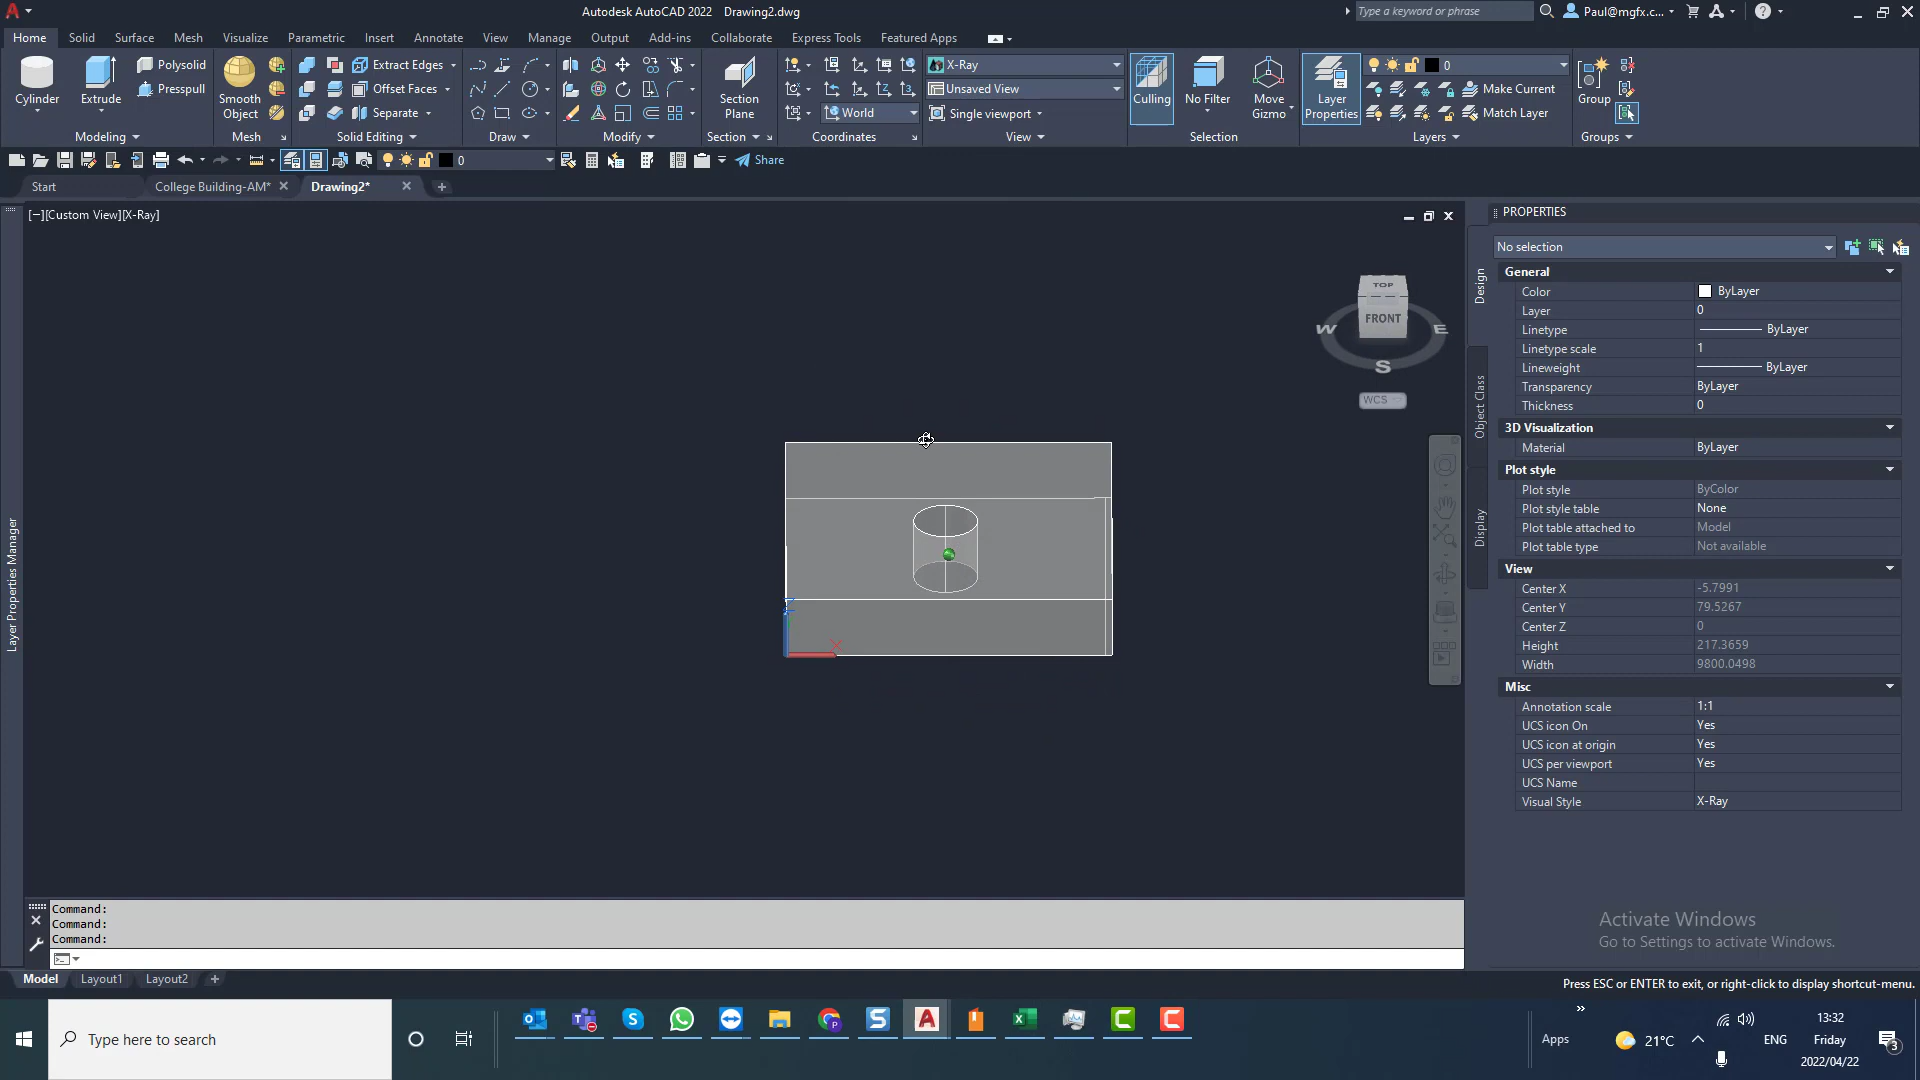 Autodesk AutoCAD 2022 Drawing2.dwg
Type a keyword or phrase
Paul@mgfx.c...
Home Solid Surface Mesh Visualize Parametric Insert Annotate View Manage Output Add-ins Collaborate Express Tools Featured Apps
Cylinder
Extrude
Polysolid
Presspull
Modeling
Smooth
Object
Mesh
Extract Edges
Offset Faces
Separate
Solid Editing
Draw
Modify
Section
Plane
Section
World
Coordinates
X-Ray
Unsaved View
Single viewport
View
Culling
No Filter
Move
Gizmo
Selection
Layer
Properties
0
Make Current
Match Layer
Layers
Group
Groups
0
Share
Start College Building-AM* Drawing2*
[−][Custom View][X-Ray]
TOP
FRONT
W
E
S
WCS
Layer Properties Manager
PROPERTIES
No selection
Design
Object Class
Display
General
Color ByLayer
Layer 0
Linetype ByLayer
Linetype scale 1
Lineweight ByLayer
Transparency ByLayer
Thickness 0
3D Visualization
Material ByLayer
Plot style
Plot style ByColor
Plot style table None
Plot table attached to Model
Plot table type Not available
View
Center X -5.7991
Center Y 79.5267
Center Z 0
Height 217.3659
Width 9800.0498
Misc
Annotation scale 1:1
UCS icon On Yes
UCS icon at origin Yes
UCS per viewport Yes
UCS Name
Visual Style X-Ray
Activate Windows
Go to Settings to activate Windows.
Command:
Command:
Command:
Model Layout1 Layout2
Press ESC or ENTER to exit, or right-click to display shortcut-menu.
Type here to search
Apps
21°C
ENG
13:32
Friday
2022/04/22
3